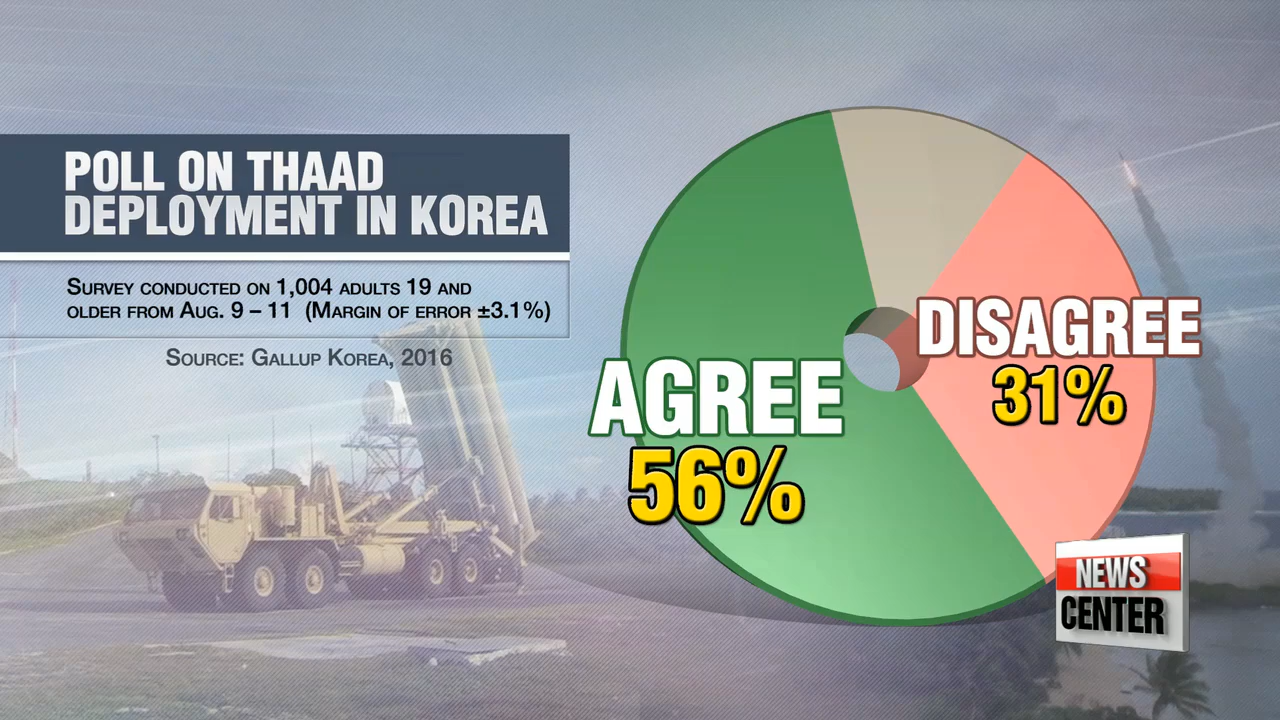 POLL ON THAAD
DEPLOYMENT IN KOREA
SURVEY CONDUCTED ON 1,004 ADULTS 19 AND
OLDER FROM AUG. 9 – 11 (MARGIN OF ERROR ±3.1%)
SOURCE: GALLUP KOREA, 2016
AGREE
56%
DISAGREE
31%
NEWS
CENTER